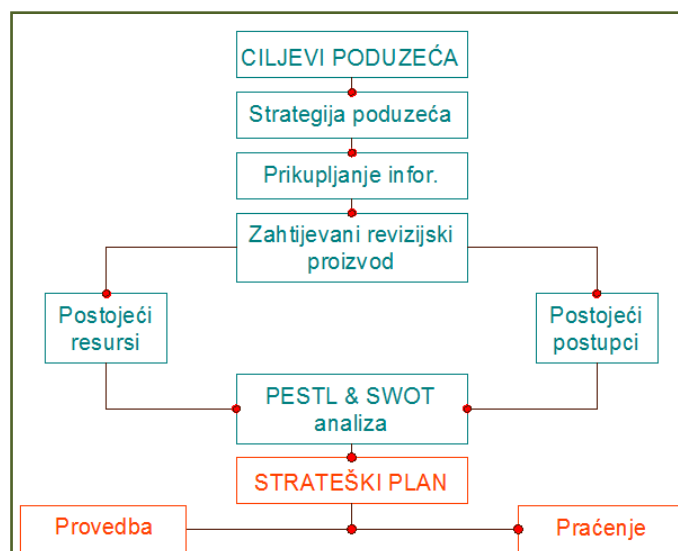 CILJEVI PODUZEĆA
Strategija poduzeća
Prikupljanje infor.
Zahtijevani revizijski
proizvod
Postojeći
resursi
Postojeći
postupci
PESTL & SWOT
analiza
STRATEŠKI PLAN
Provedba
Praćenje